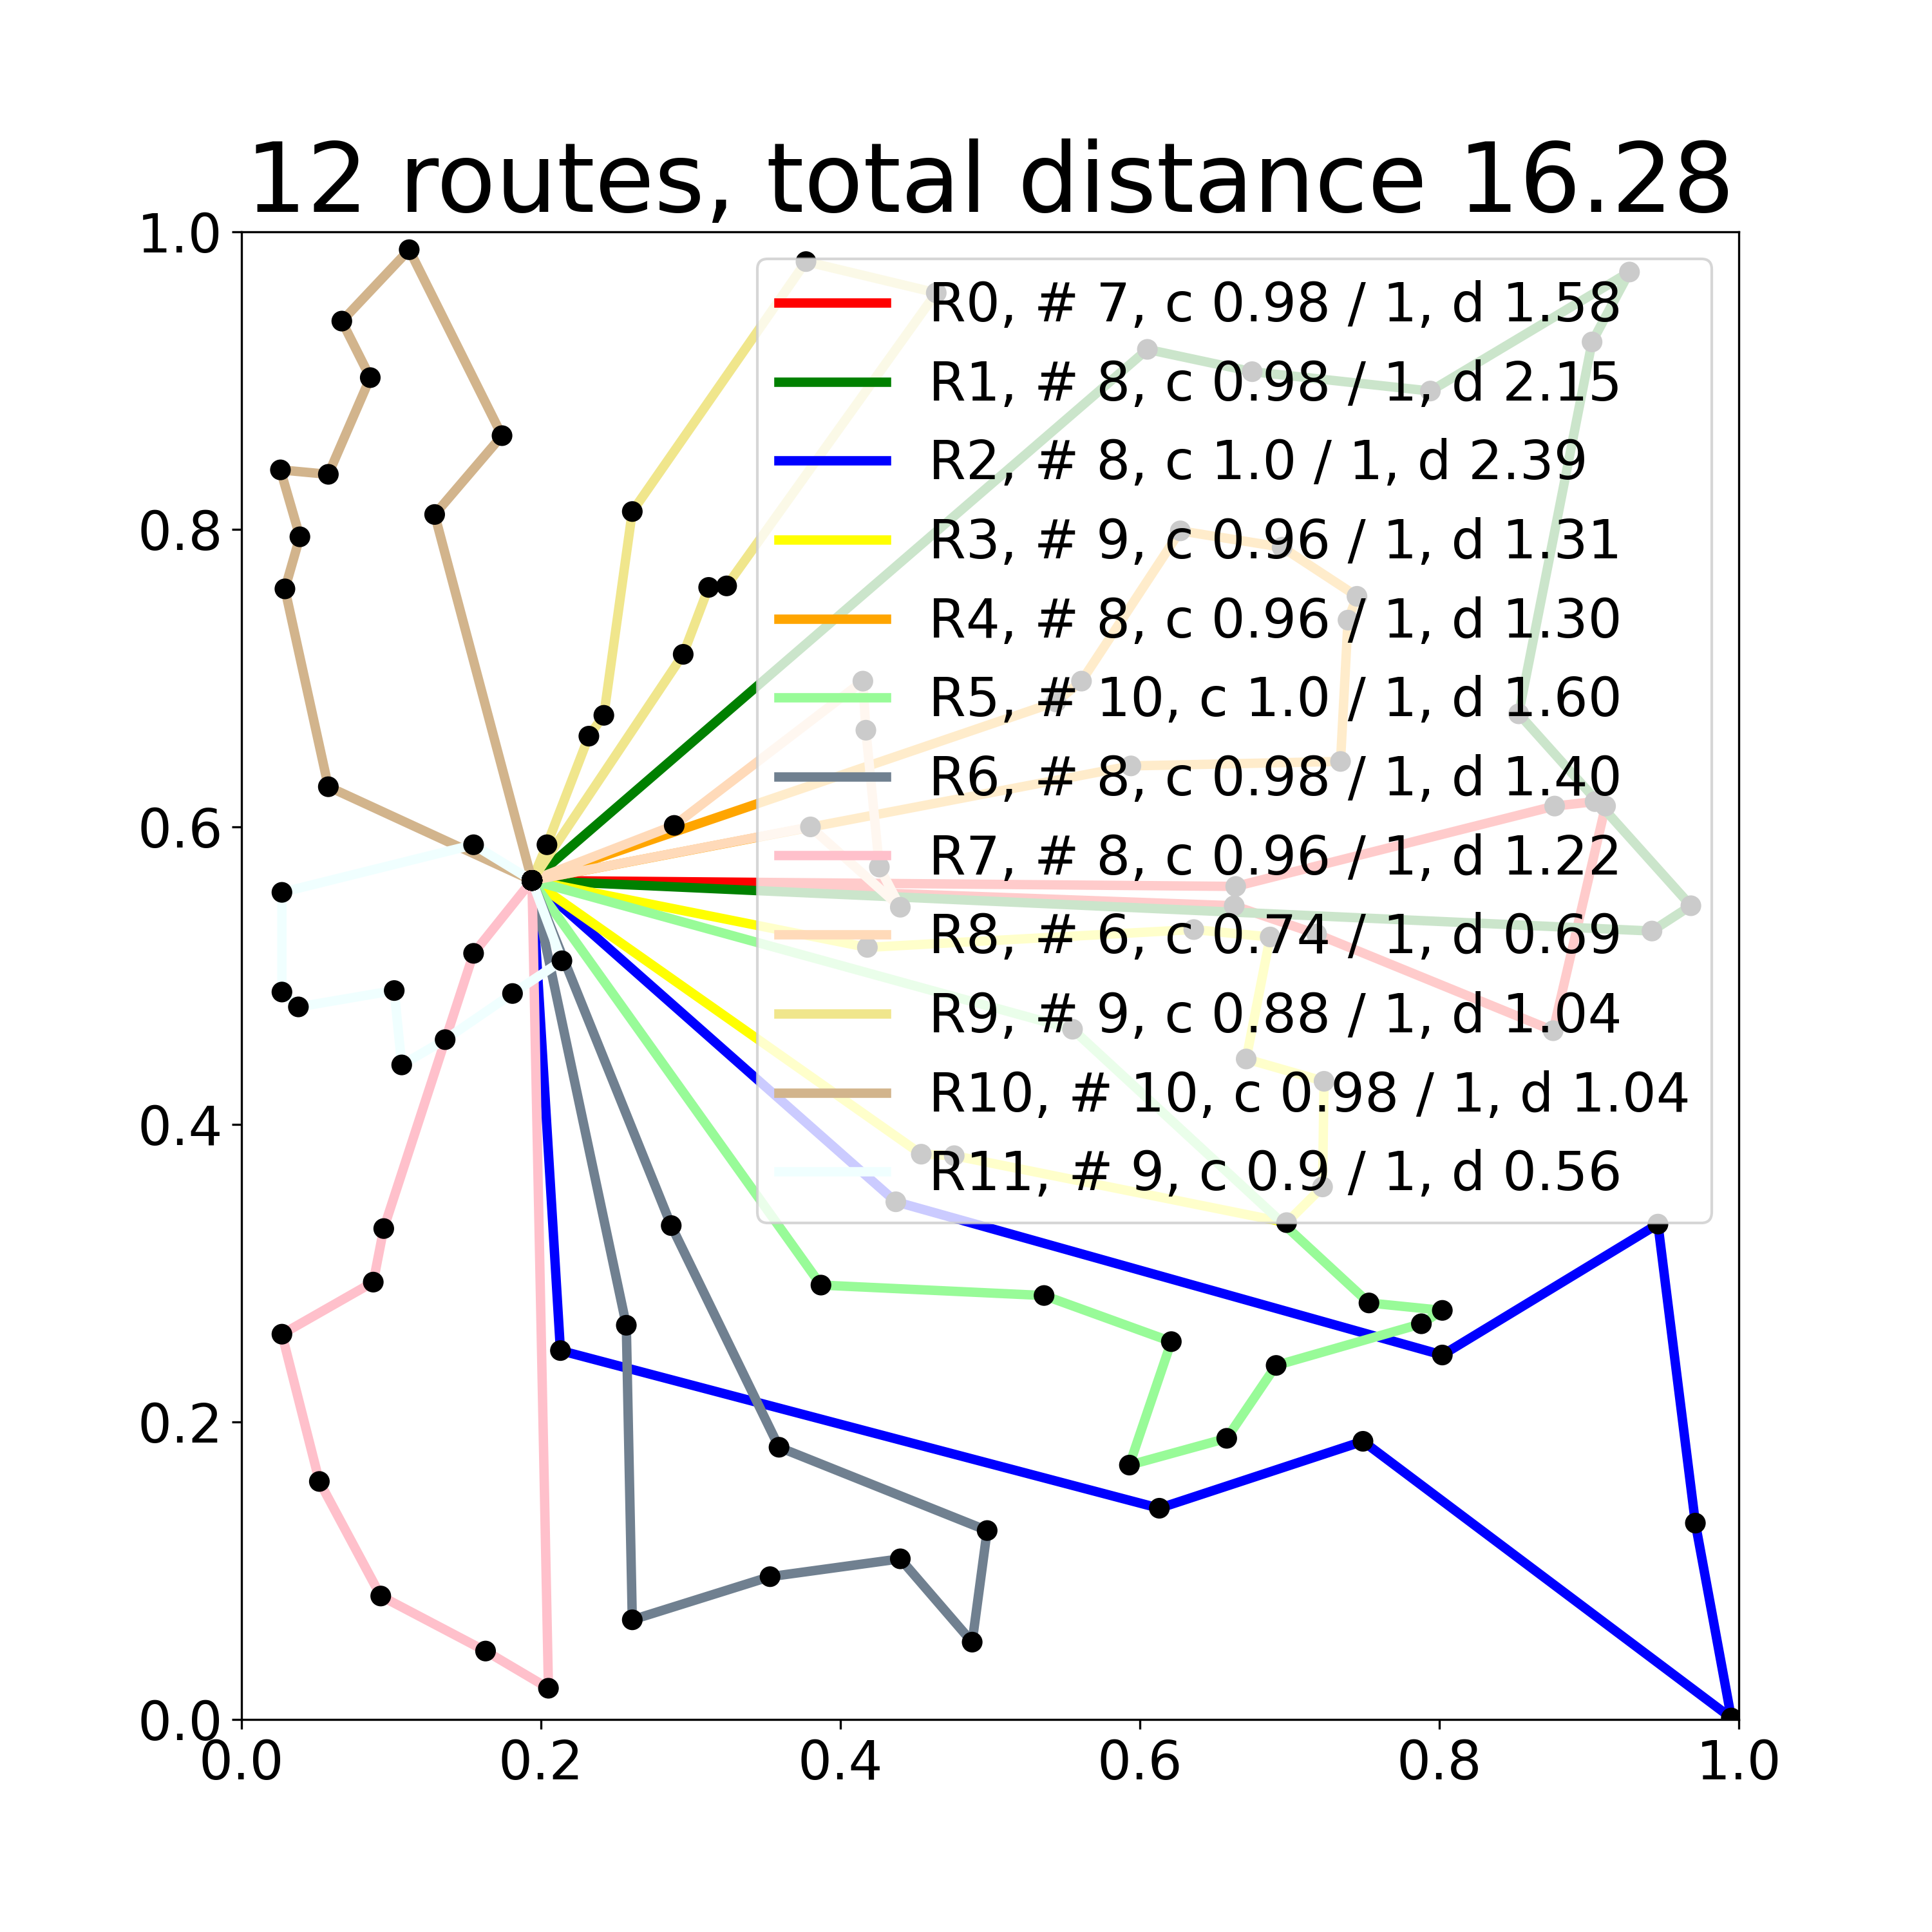 12 routes, total distance 16.28
1.0
0.8
0.6
0.4
0.2
0.0
0.0 0.2 0.4 0.6 0.8 1.0
R0, # 7, c 0.98 / 1, d 1.58
R1, # 8, c 0.98 / 1, d 2.15
R2, # 8, c 1.0 / 1, d 2.39
R3, # 9, c 0.96 / 1, d 1.31
R4, # 8, c 0.96 / 1, d 1.30
R5, # 10, c 1.0 / 1, d 1.60
R6, # 8, c 0.98 / 1, d 1.40
R7, # 8, c 0.96 / 1, d 1.22
R8, # 6, c 0.74 / 1, d 0.69
R9, # 9, c 0.88 / 1, d 1.04
R10, # 10, c 0.98 / 1, d 1.04
R11, # 9, c 0.9 / 1, d 0.56